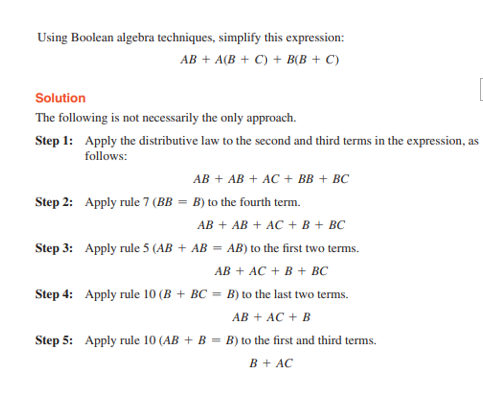 Using Boolean algebra techniques, simplify this expression:
AB + A(B + C) + B(B + C)
Solution
The following is not necessarily the only approach.
Step 1: Apply the distributive law to the second and third terms in the expression, as
follows:
AB + AB + AC + BB + BC
Step 2: Apply rule 7 (BB = B) to the fourth term.
AB + AB + AC + B + BC
Step 3: Apply rule 5 (AB + AB = AB) to the first two terms.
AB + AC + B + BC
Step 4: Apply rule 10 (B + BC = B) to the last two terms.
AB + AC + B
Step 5: Apply rule 10 (AB + B = B) to the first and third terms.
B + AC